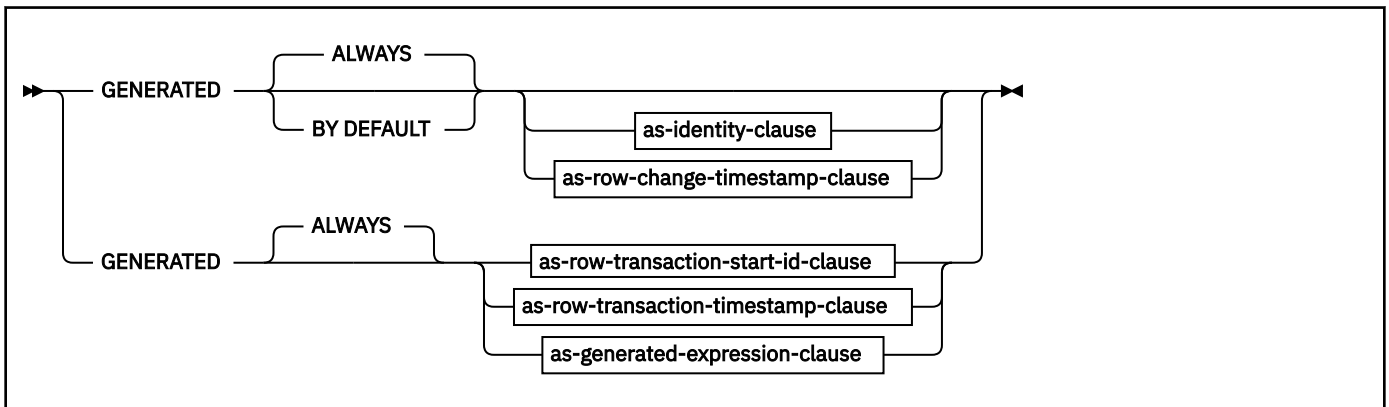 ALWAYS
GENERATED
BY DEFAULT
as-identity-clause
as-row-change-timestamp-clause
ALWAYS
GENERATED
as-row-transaction-start-id-clause
as-row-transaction-timestamp-clause
as-generated-expression-clause